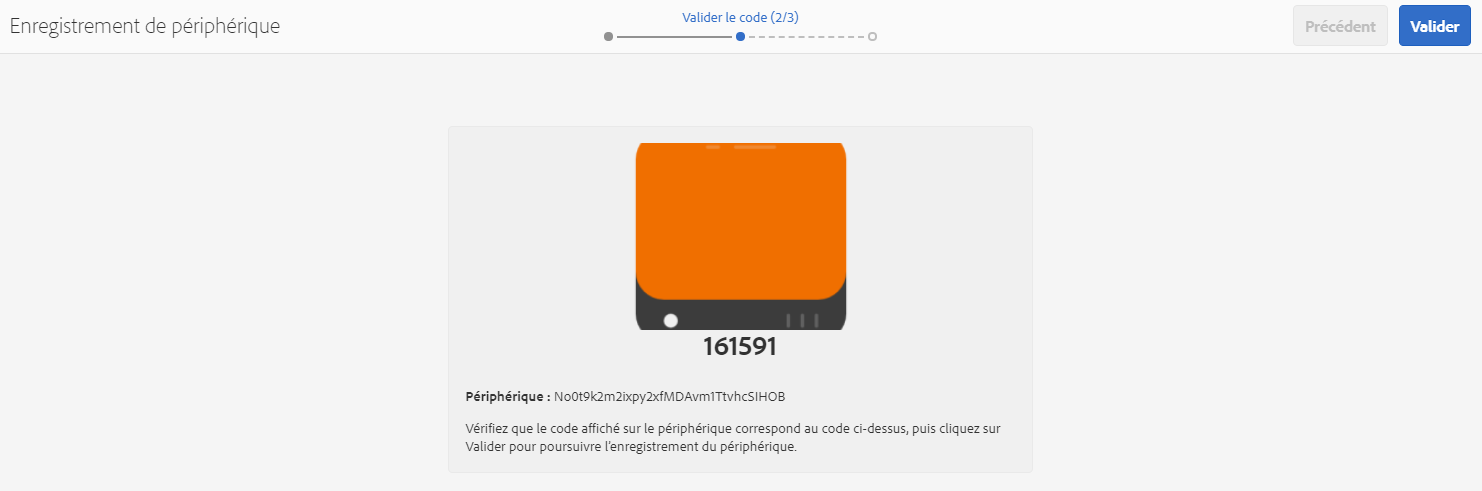 Enregistrement de périphérique
Valider le code (2/3)
Précédent
Valider
161591
Périphérique : No0t9k2m2ixpy2xfMDAvm1TtvhcSIHOB
Vérifiez que le code affiché sur le périphérique correspond au code ci-dessus, puis cliquez sur
Valider pour poursuivre l'enregistrement du périphérique.